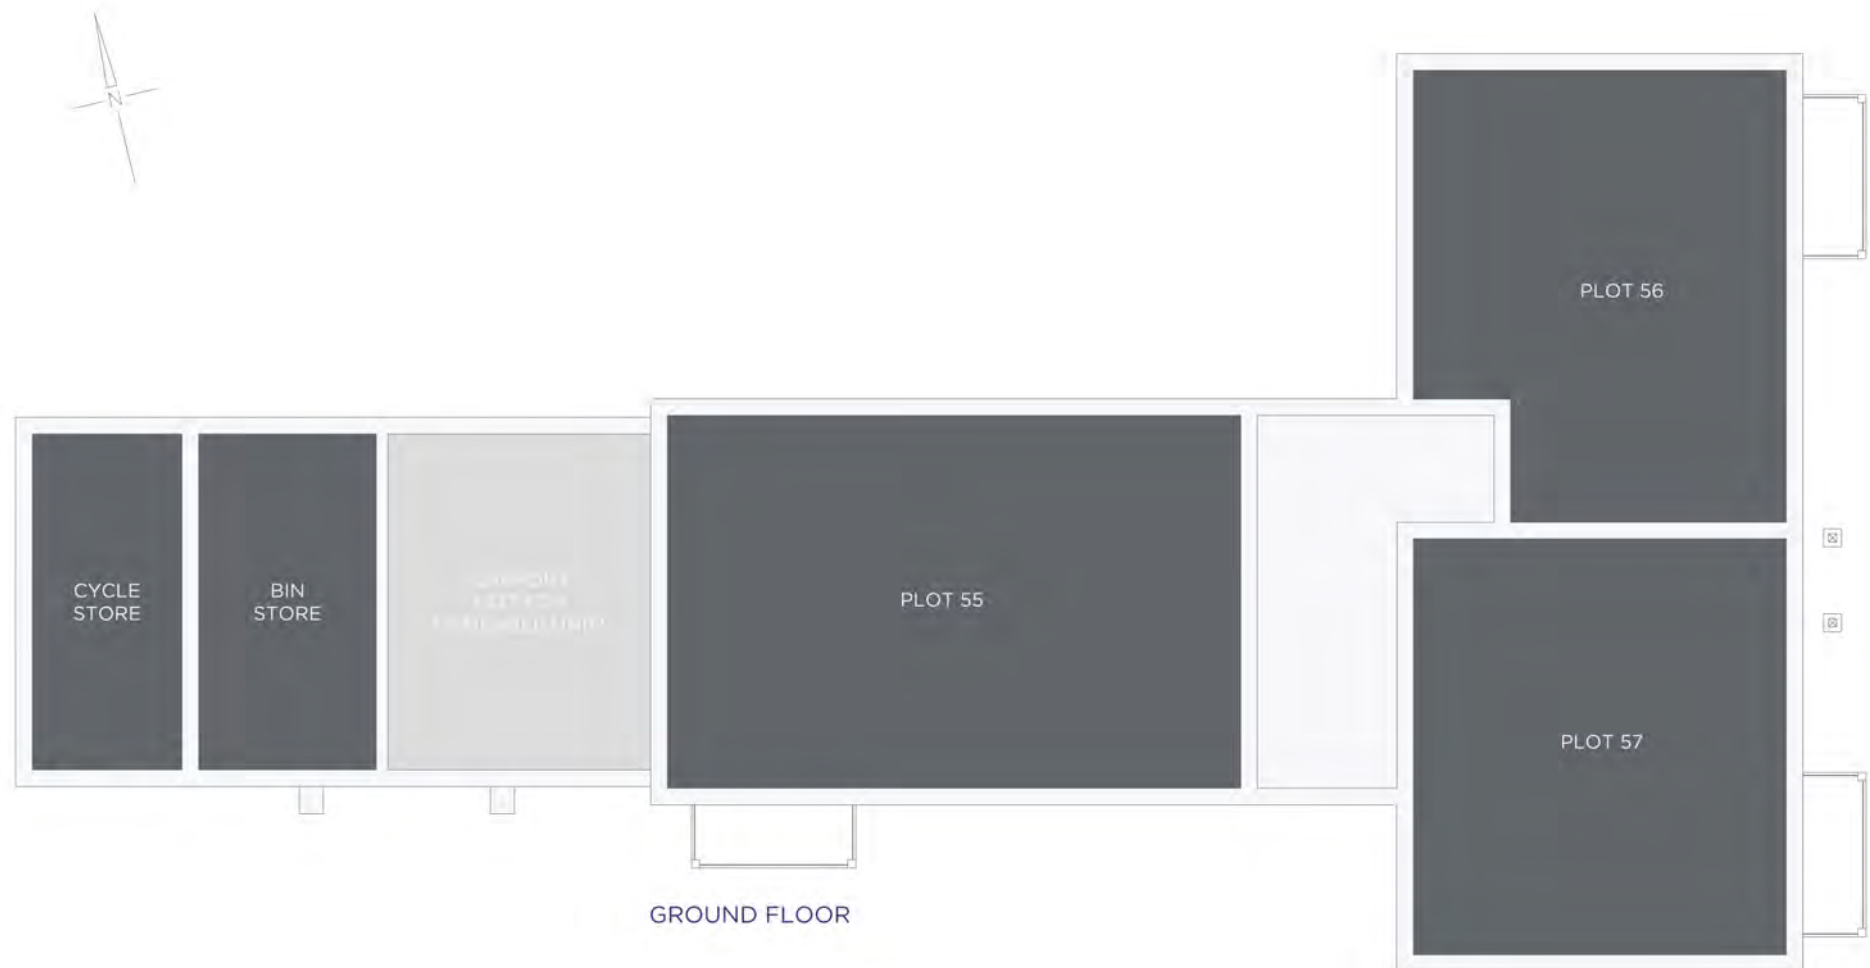 N
PLOT 56
CYCLE
STORE
BIN
STORE
PLOT 55
PLOT 57
GROUND FLOOR